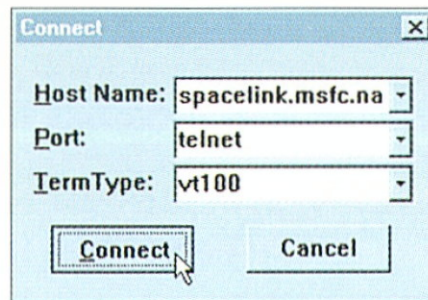 Connect
Host Name: spacelink.msfc.na
Port: telnet
TermType: vt100
Connect Cancel